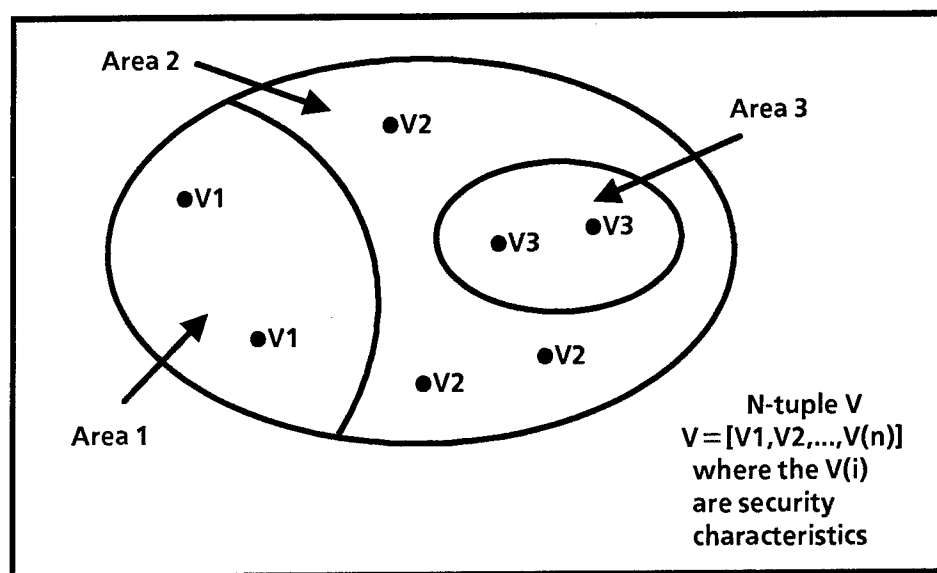 Area 2
Area 3
V2
V1
V3
V3
V1
V2
V2
Area 1
N-tuple V
V=[V1,V2,...,V(n)]
where the V(i)
are security
characteristics